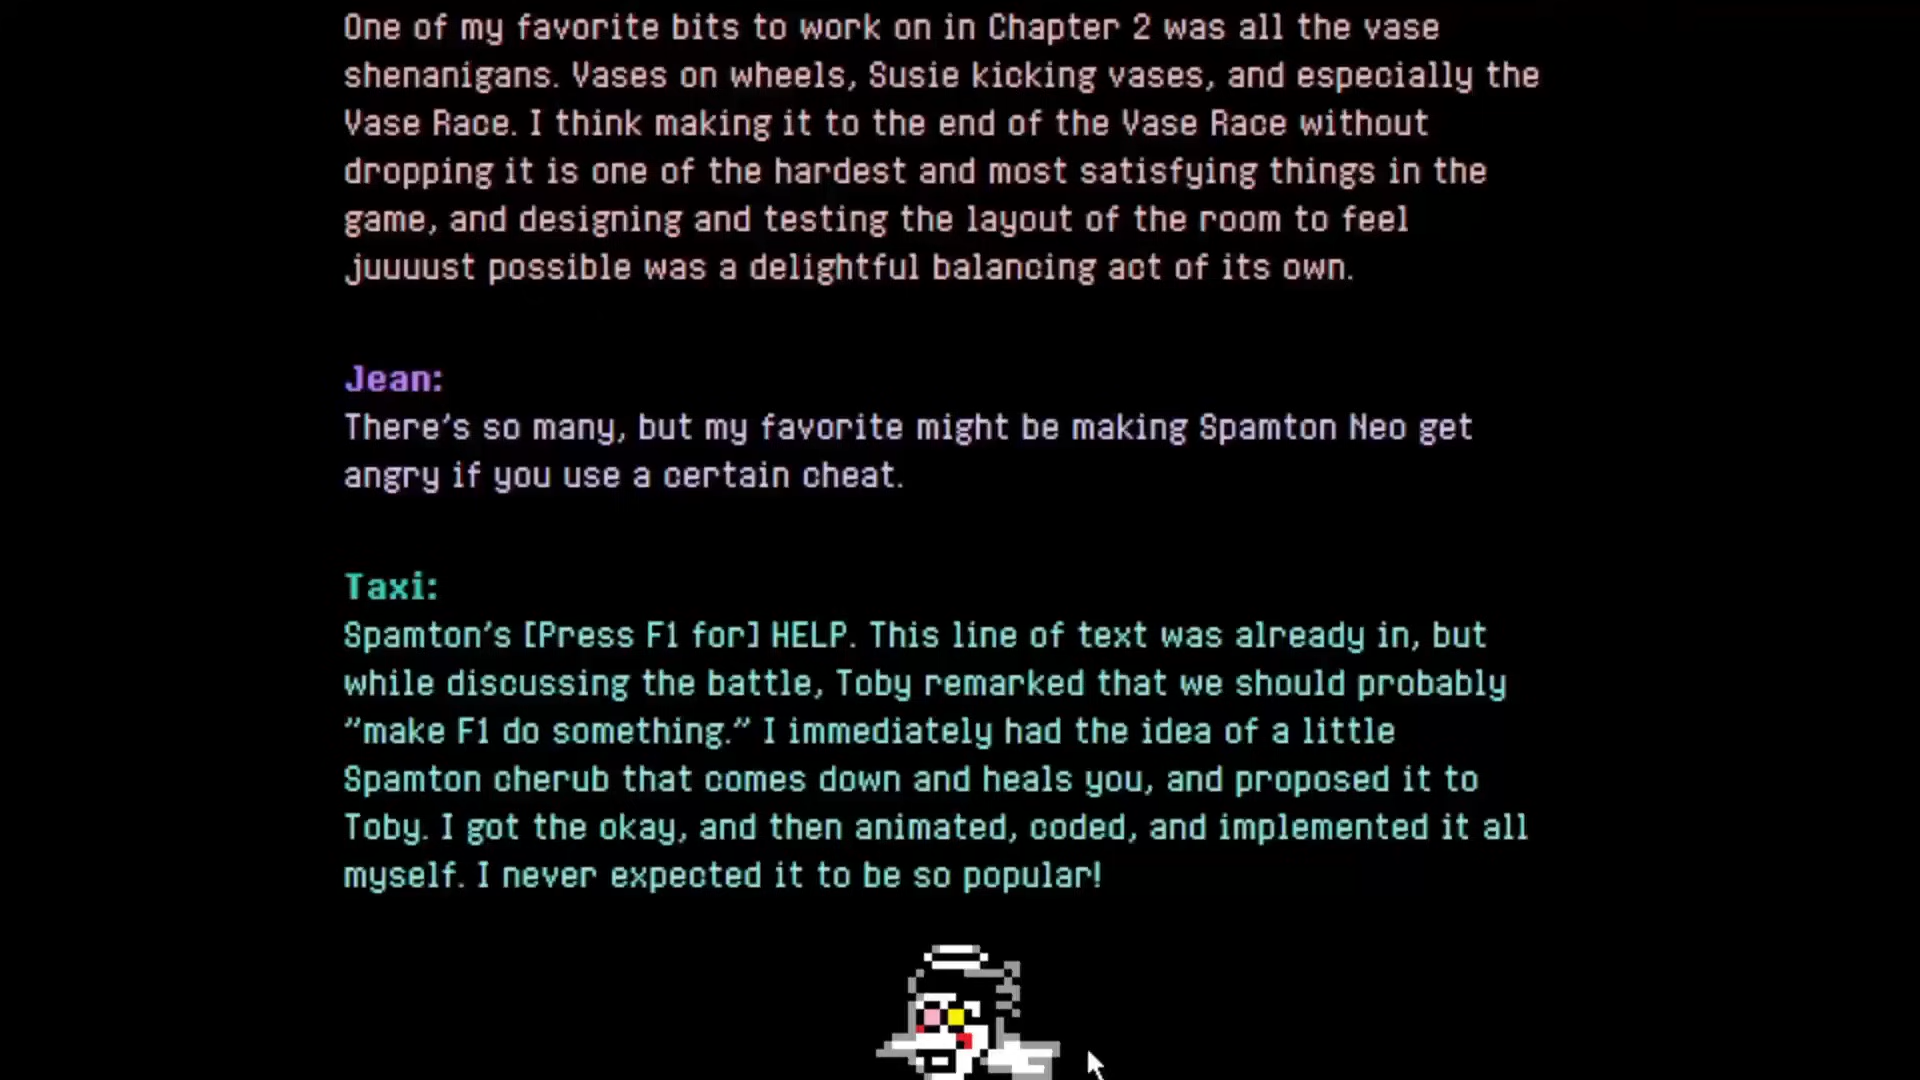 One of my favorite bits to work on in Chapter 2 was all the vase
shenanigans. Vases on wheels, Susie kicking vases, and especially the
Vase Race. I think making it to the end of the Vase Race without
dropping it is one of the hardest and most satisfying things in the
game, and designing and testing the layout of the room to feel
juuuust possible was a delightful balancing act of its own.
Jean:
There's so many, but my favorite might be making Spamton Neo get
angry if you use a certain cheat.
Taxi:
Spamton's [Press F1 for] HELP. This line of text was already in, but
while discussing the battle, Toby remarked that we should probably
"make F1 do something." I immediately had the idea of a little
Spamton cherub that comes down and heals you, and proposed it to
Toby. I got the okay, and then animated, coded, and implemented it all
myself. I never expected it to be so popular!